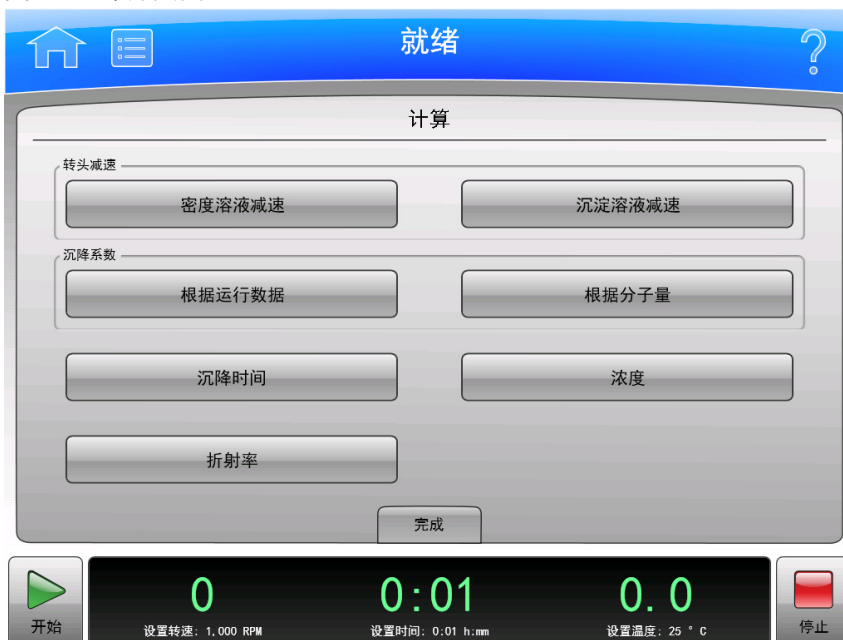 就绪
计算
转头减速
密度溶液减速 沉淀溶液减速
沉降系数
根据运行数据 根据分子量
沉降时间 浓度
折射率
完成
0 0:01 0.0
开始 设置转速: 1,000 RPM 设置时间: 0:01 h:mm 设置温度: 25 ° C 停止